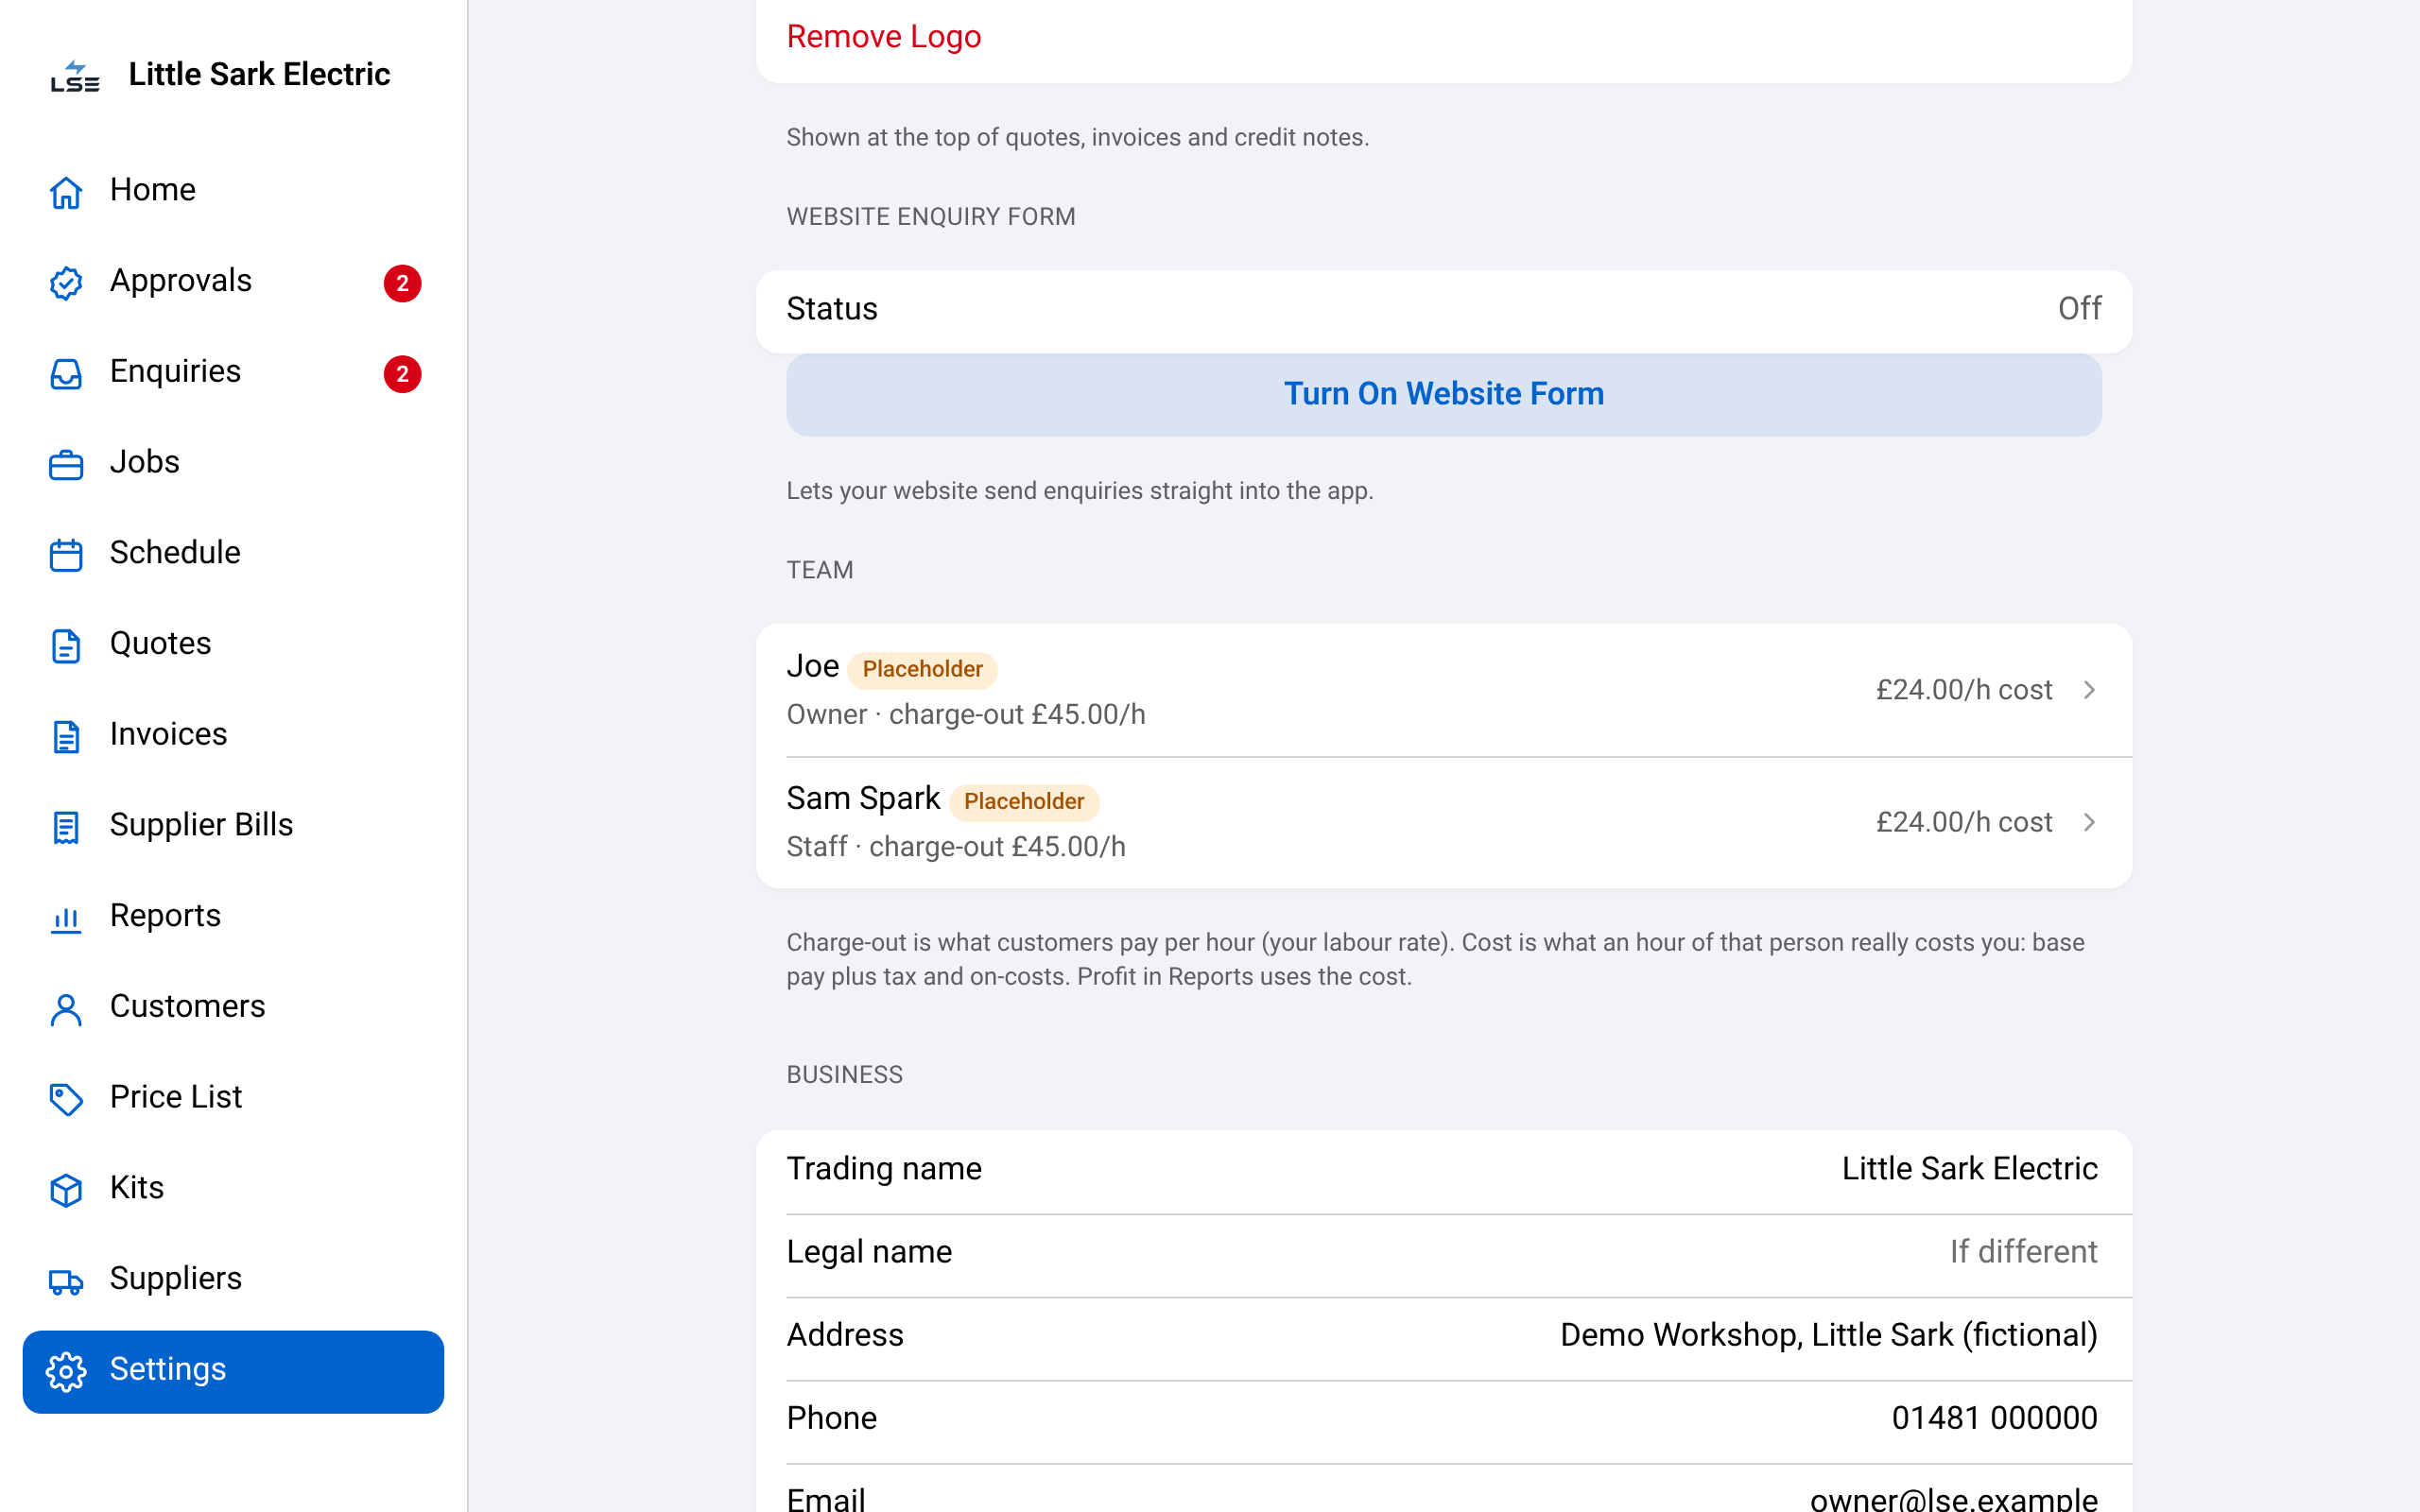 LSE Little Sark Electric
Home
Approvals 2
Enquiries 2
Jobs
Schedule
Quotes
Invoices
Supplier Bills
Reports
Customers
Price List
Kits
Suppliers
Settings
Remove Logo
Shown at the top of quotes, invoices and credit notes.
WEBSITE ENQUIRY FORM
Status Off
Turn On Website Form
Lets your website send enquiries straight into the app.
TEAM
Joe Placeholder
Owner · charge-out £45.00/h
£24.00/h cost
Sam Spark Placeholder
Staff · charge-out £45.00/h
£24.00/h cost
Charge-out is what customers pay per hour (your labour rate). Cost is what an hour of that person really costs you: base
pay plus tax and on-costs. Profit in Reports uses the cost.
BUSINESS
Trading name Little Sark Electric
Legal name If different
Address Demo Workshop, Little Sark (fictional)
Phone 01481 000000
Email owner@lse.example